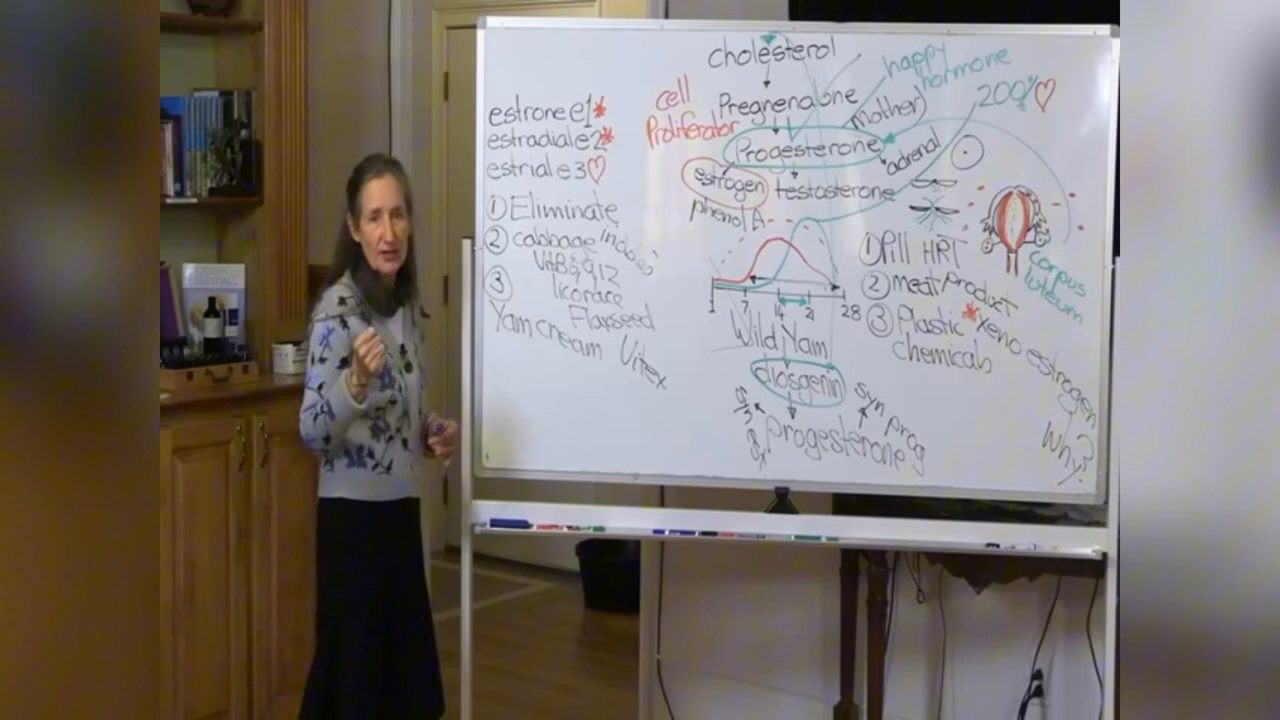 estrone e1*
estradiale2*
estriale3♡
① Eliminate
② cabbage indoles
VitB6,9,12
③ licorace
Flaxseed
Yam cream Vitex
cholesterol
cell
Proliferator
Pregnenalone
(mother)
happy
hormone
200%♡
Progesterone
adrenal
estrogen
testosterone
phenol A
1 7 14 21 28
Wild Yam
diosgenin
progesterone
syn prog
① Pill HRT
② meat Product
③ Plastic * xeno estrogen
chemicals
Why?
corpus
luteum